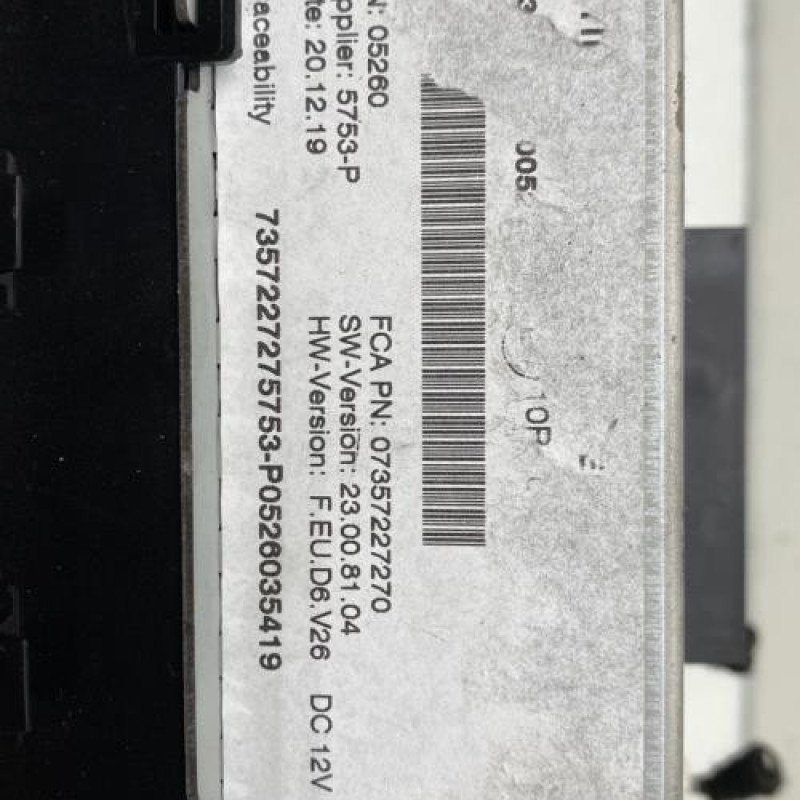 005
10P
N: 05260
FCA PN: 07357227270
pplier: 5753-P
SW-Version: 23.00.81.04
te: 20.12.19
HW-Version: F.EU.D6.V26 DC 12V
aceability 7357227275753-P0526035419